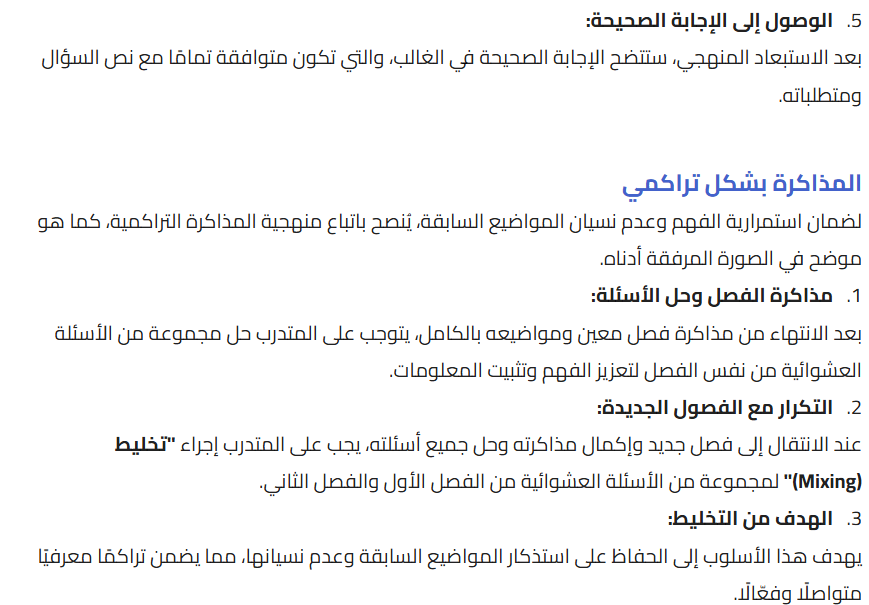 5. الوصول إلى الإجابة الصحيحة:
بعد الاستبعاد المنهجي، ستتضح الإجابة الصحيحة في الغالب، والتي تكون متوافقة تمامًا مع نص السؤال
ومتطلباته.
المذاكرة بشكل تراكمي
لضمان استمرارية الفهم وعدم نسيان المواضيع السابقة، يُنصح باتباع منهجية المذاكرة التراكمية، كما هو
موضح في الصورة المرفقة أدناه.
1. مذاكرة الفصل وحل الأسئلة:
بعد الانتهاء من مذاكرة فصل معين ومواضيعه بالكامل، يتوجب على المتدرب حل مجموعة من الأسئلة
العشوائية من نفس الفصل لتعزيز الفهم وتثبيت المعلومات.
2. التكرار مع الفصول الجديدة:
عند الانتقال إلى فصل جديد وإكمال مذاكرته وحل جميع أسئلته، يجب على المتدرب إجراء "تخليط
(Mixing)" لمجموعة من الأسئلة العشوائية من الفصل الأول والفصل الثاني.
3. الهدف من التخليط:
يهدف هذا الأسلوب إلى الحفاظ على استذكار المواضيع السابقة وعدم نسيانها، مما يضمن تراكمًا معرفيًا
متواصلًا وفعّالًا.